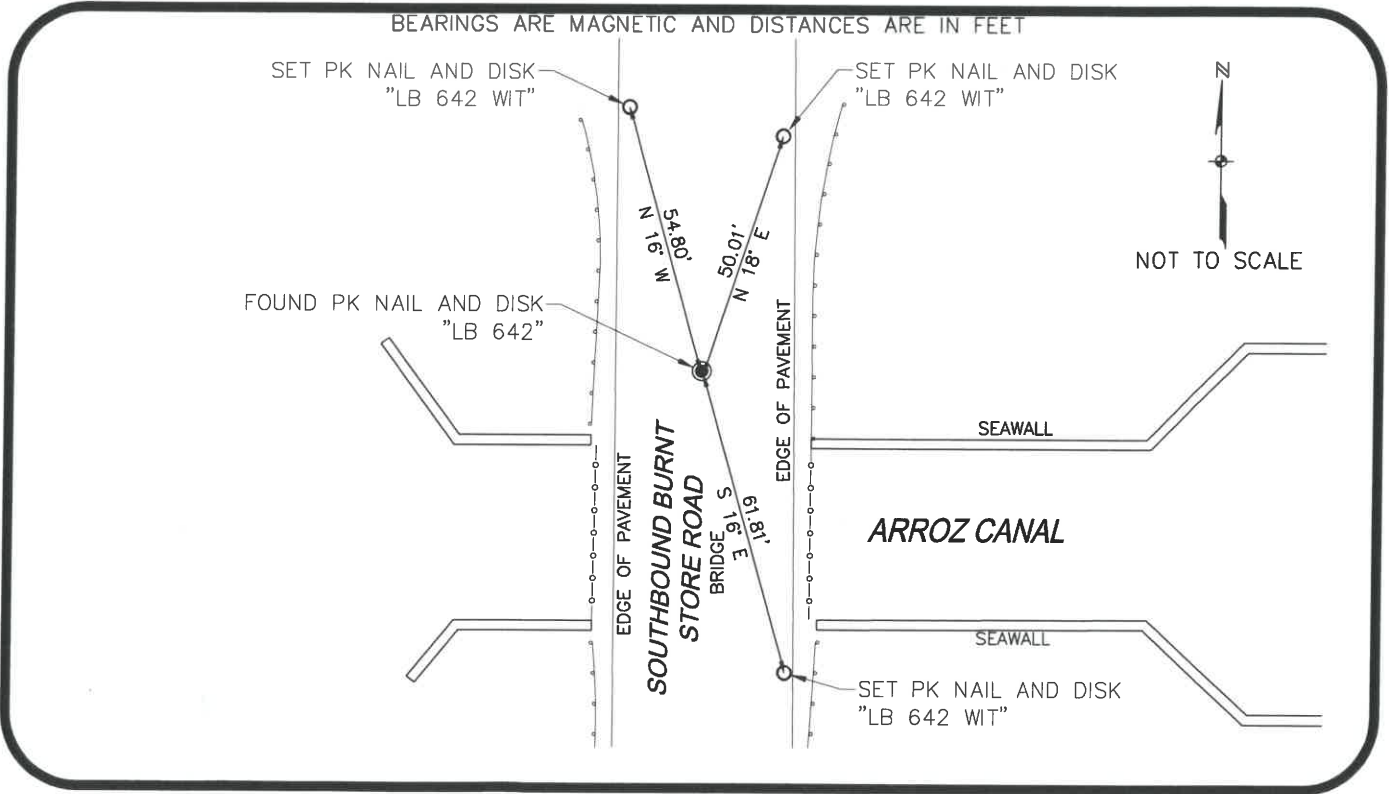 BEARINGS ARE MAGNETIC AND DISTANCES ARE IN FEET
SET PK NAIL AND DISK
"LB 642 WIT"
SET PK NAIL AND DISK
"LB 642 WIT"
N
NOT TO SCALE
54.80'
N 16° W
50.01'
N 18° E
FOUND PK NAIL AND DISK
"LB 642"
EDGE OF PAVEMENT
SEAWALL
EDGE OF PAVEMENT
SOUTHBOUND BURNT
STORE ROAD
BRIDGE
61.81'
S 16° E
ARROZ CANAL
SEAWALL
SET PK NAIL AND DISK
"LB 642 WIT"